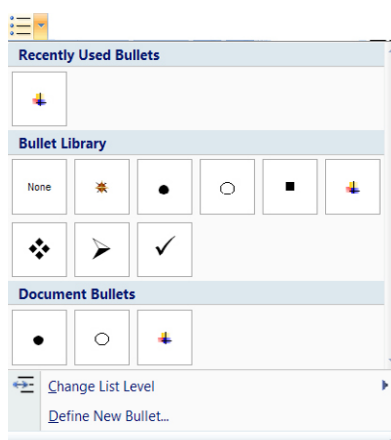 Recently Used Bullets
Bullet Library
None
Document Bullets
Change List Level
Define New Bullet...